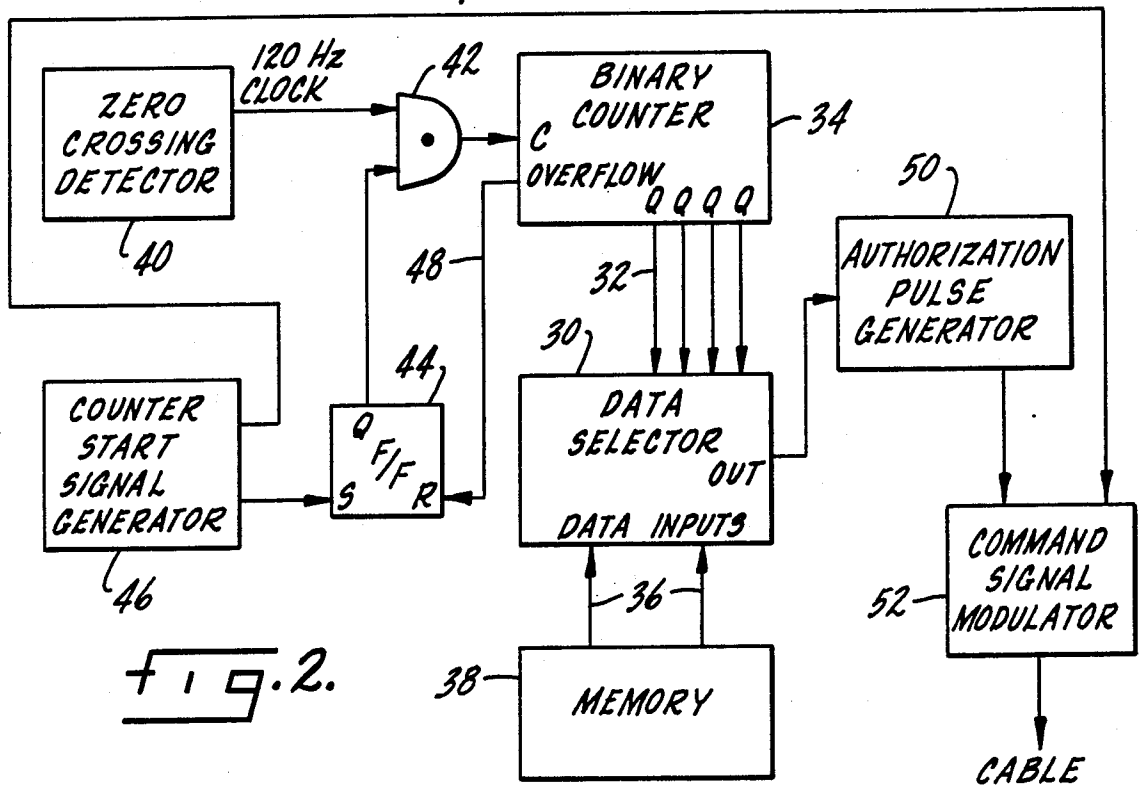 120 Hz
CLOCK
42
ZERO
CROSSING
DETECTOR
40
BINARY
COUNTER
C
OVERFLOW
Q Q Q Q
34
48
32
50
AUTHORIZATION
PULSE
GENERATOR
30
44
COUNTER
START
SIGNAL
GENERATOR
46
Q
F/F
S R
DATA
SELECTOR
OUT
DATA INPUTS
36
38
MEMORY
COMMAND
SIGNAL
MODULATOR
52
CABLE
fig.2.